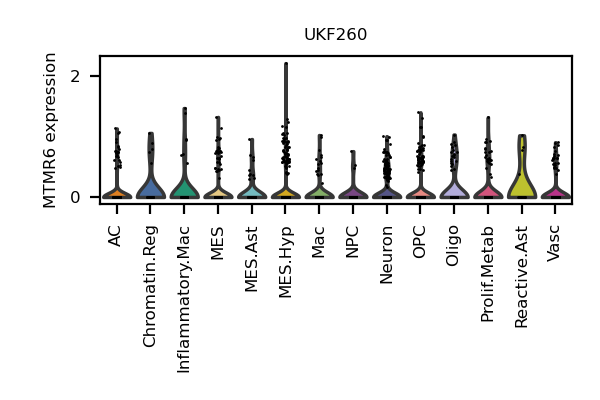 UKF260
MTMR6 expression
2
0
AC
Chromatin.Reg
Inflammatory.Mac
MES
MES.Ast
MES.Hyp
Mac
NPC
Neuron
OPC
Oligo
Prolif.Metab
Reactive.Ast
Vasc